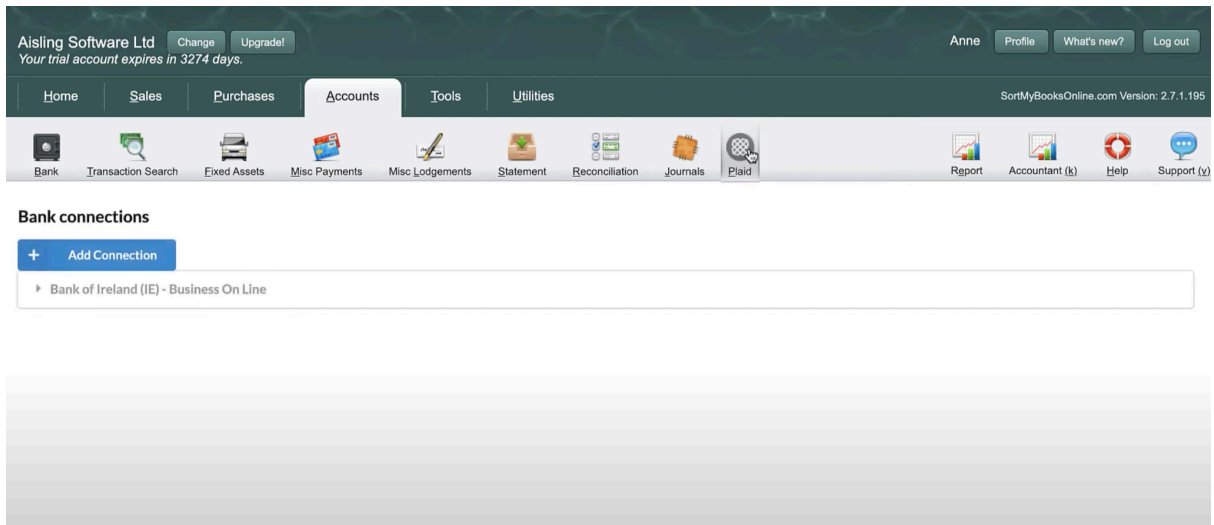 Aisling Software Ltd Change Upgrade! Anne Profile What's new? Log out
Your trial account expires in 3274 days.
Home Sales Purchases Accounts Tools Utilities SortMyBooksOnline.com Version: 2.7.1.195
Bank Transaction Search Fixed Assets Misc Payments Misc Lodgements Statement Reconciliation Journals Plaid Report Accountant (k) Help Support (v)
Bank connections
+ Add Connection
Bank of Ireland (IE) - Business On Line